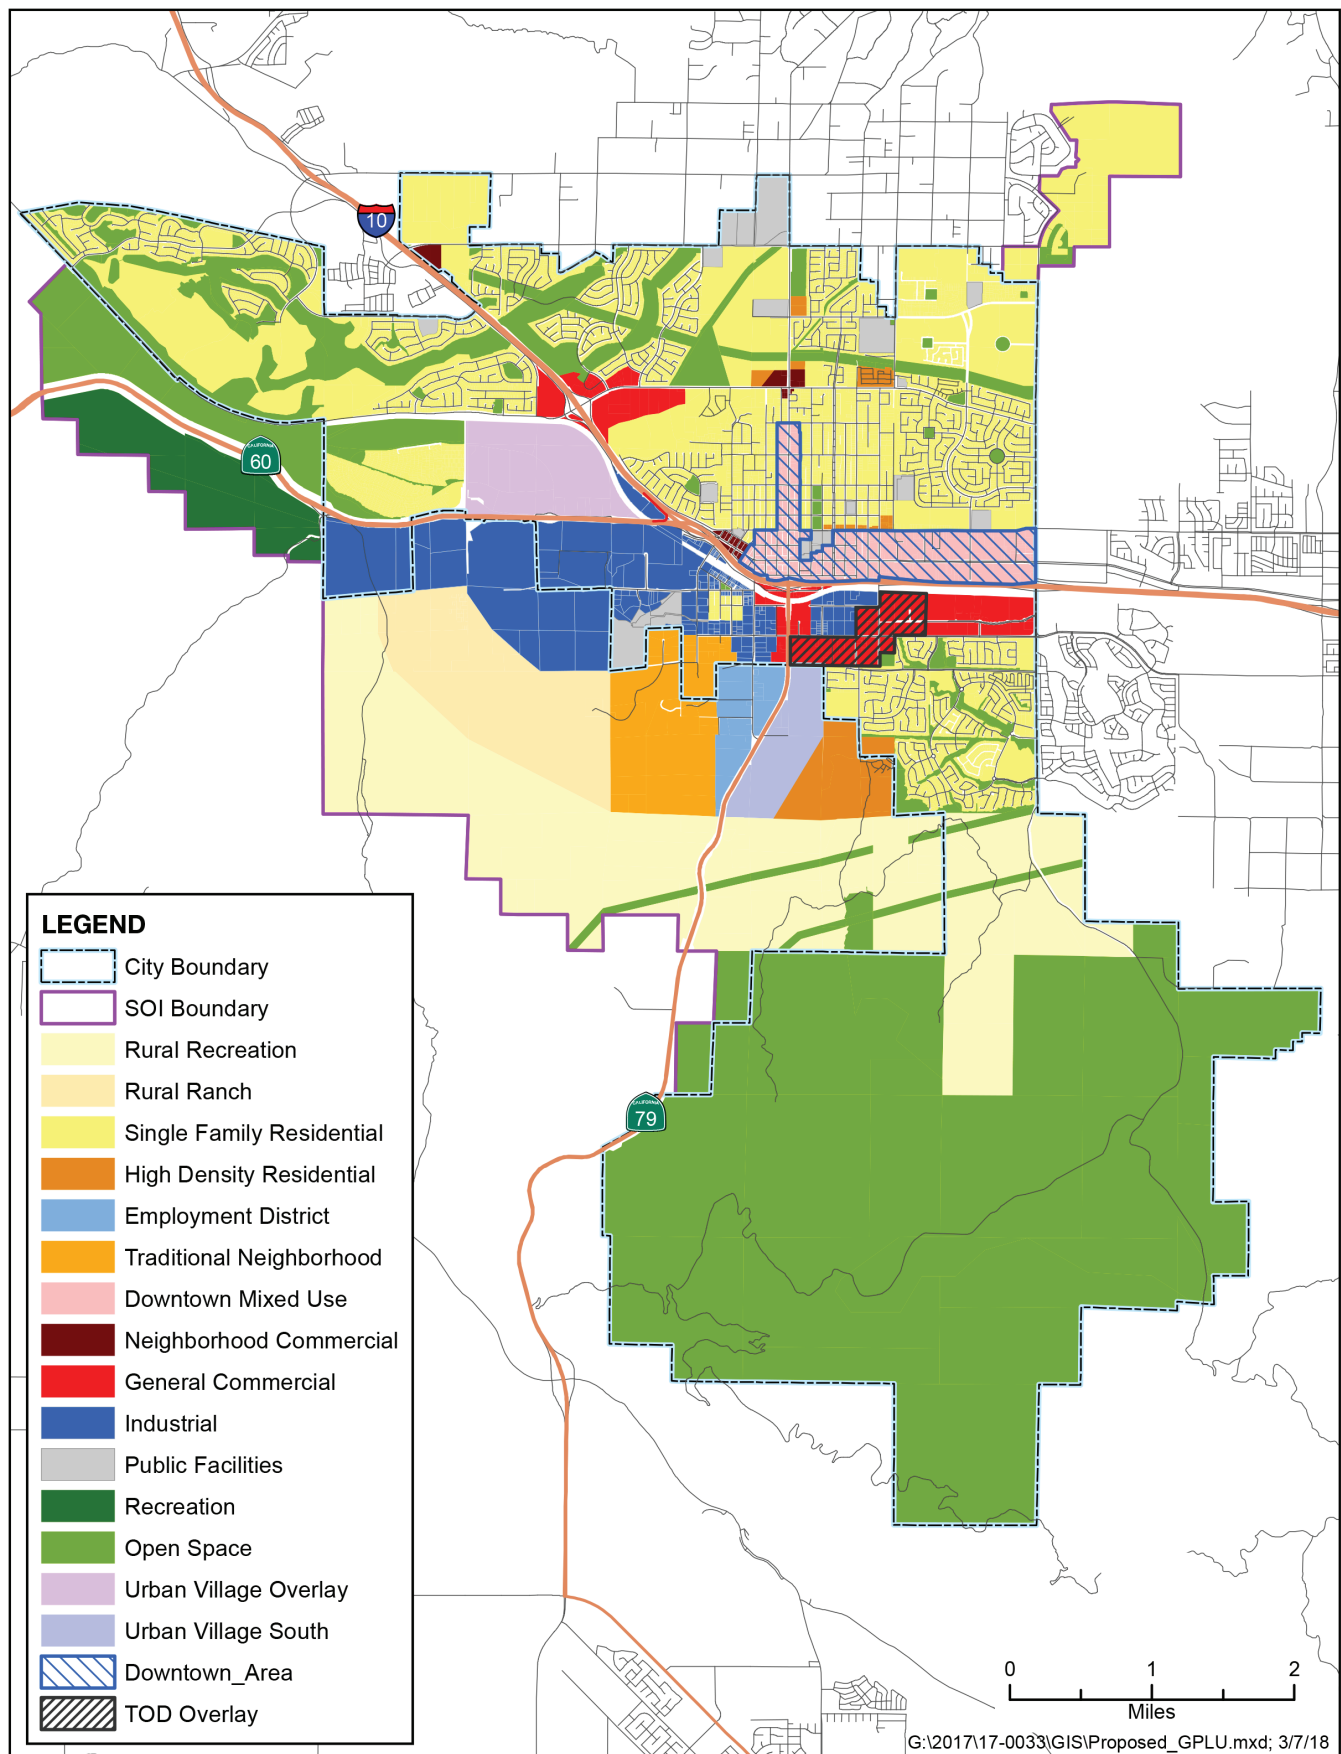 10
CALIFORNIA
60
CALIFORNIA
79
LEGEND
City Boundary
SOI Boundary
Rural Recreation
Rural Ranch
Single Family Residential
High Density Residential
Employment District
Traditional Neighborhood
Downtown Mixed Use
Neighborhood Commercial
General Commercial
Industrial
Public Facilities
Recreation
Open Space
Urban Village Overlay
Urban Village South
Downtown_Area
TOD Overlay
0 1 2
Miles
G:\2017\17-0033\GIS\Proposed_GPLU.mxd; 3/7/18